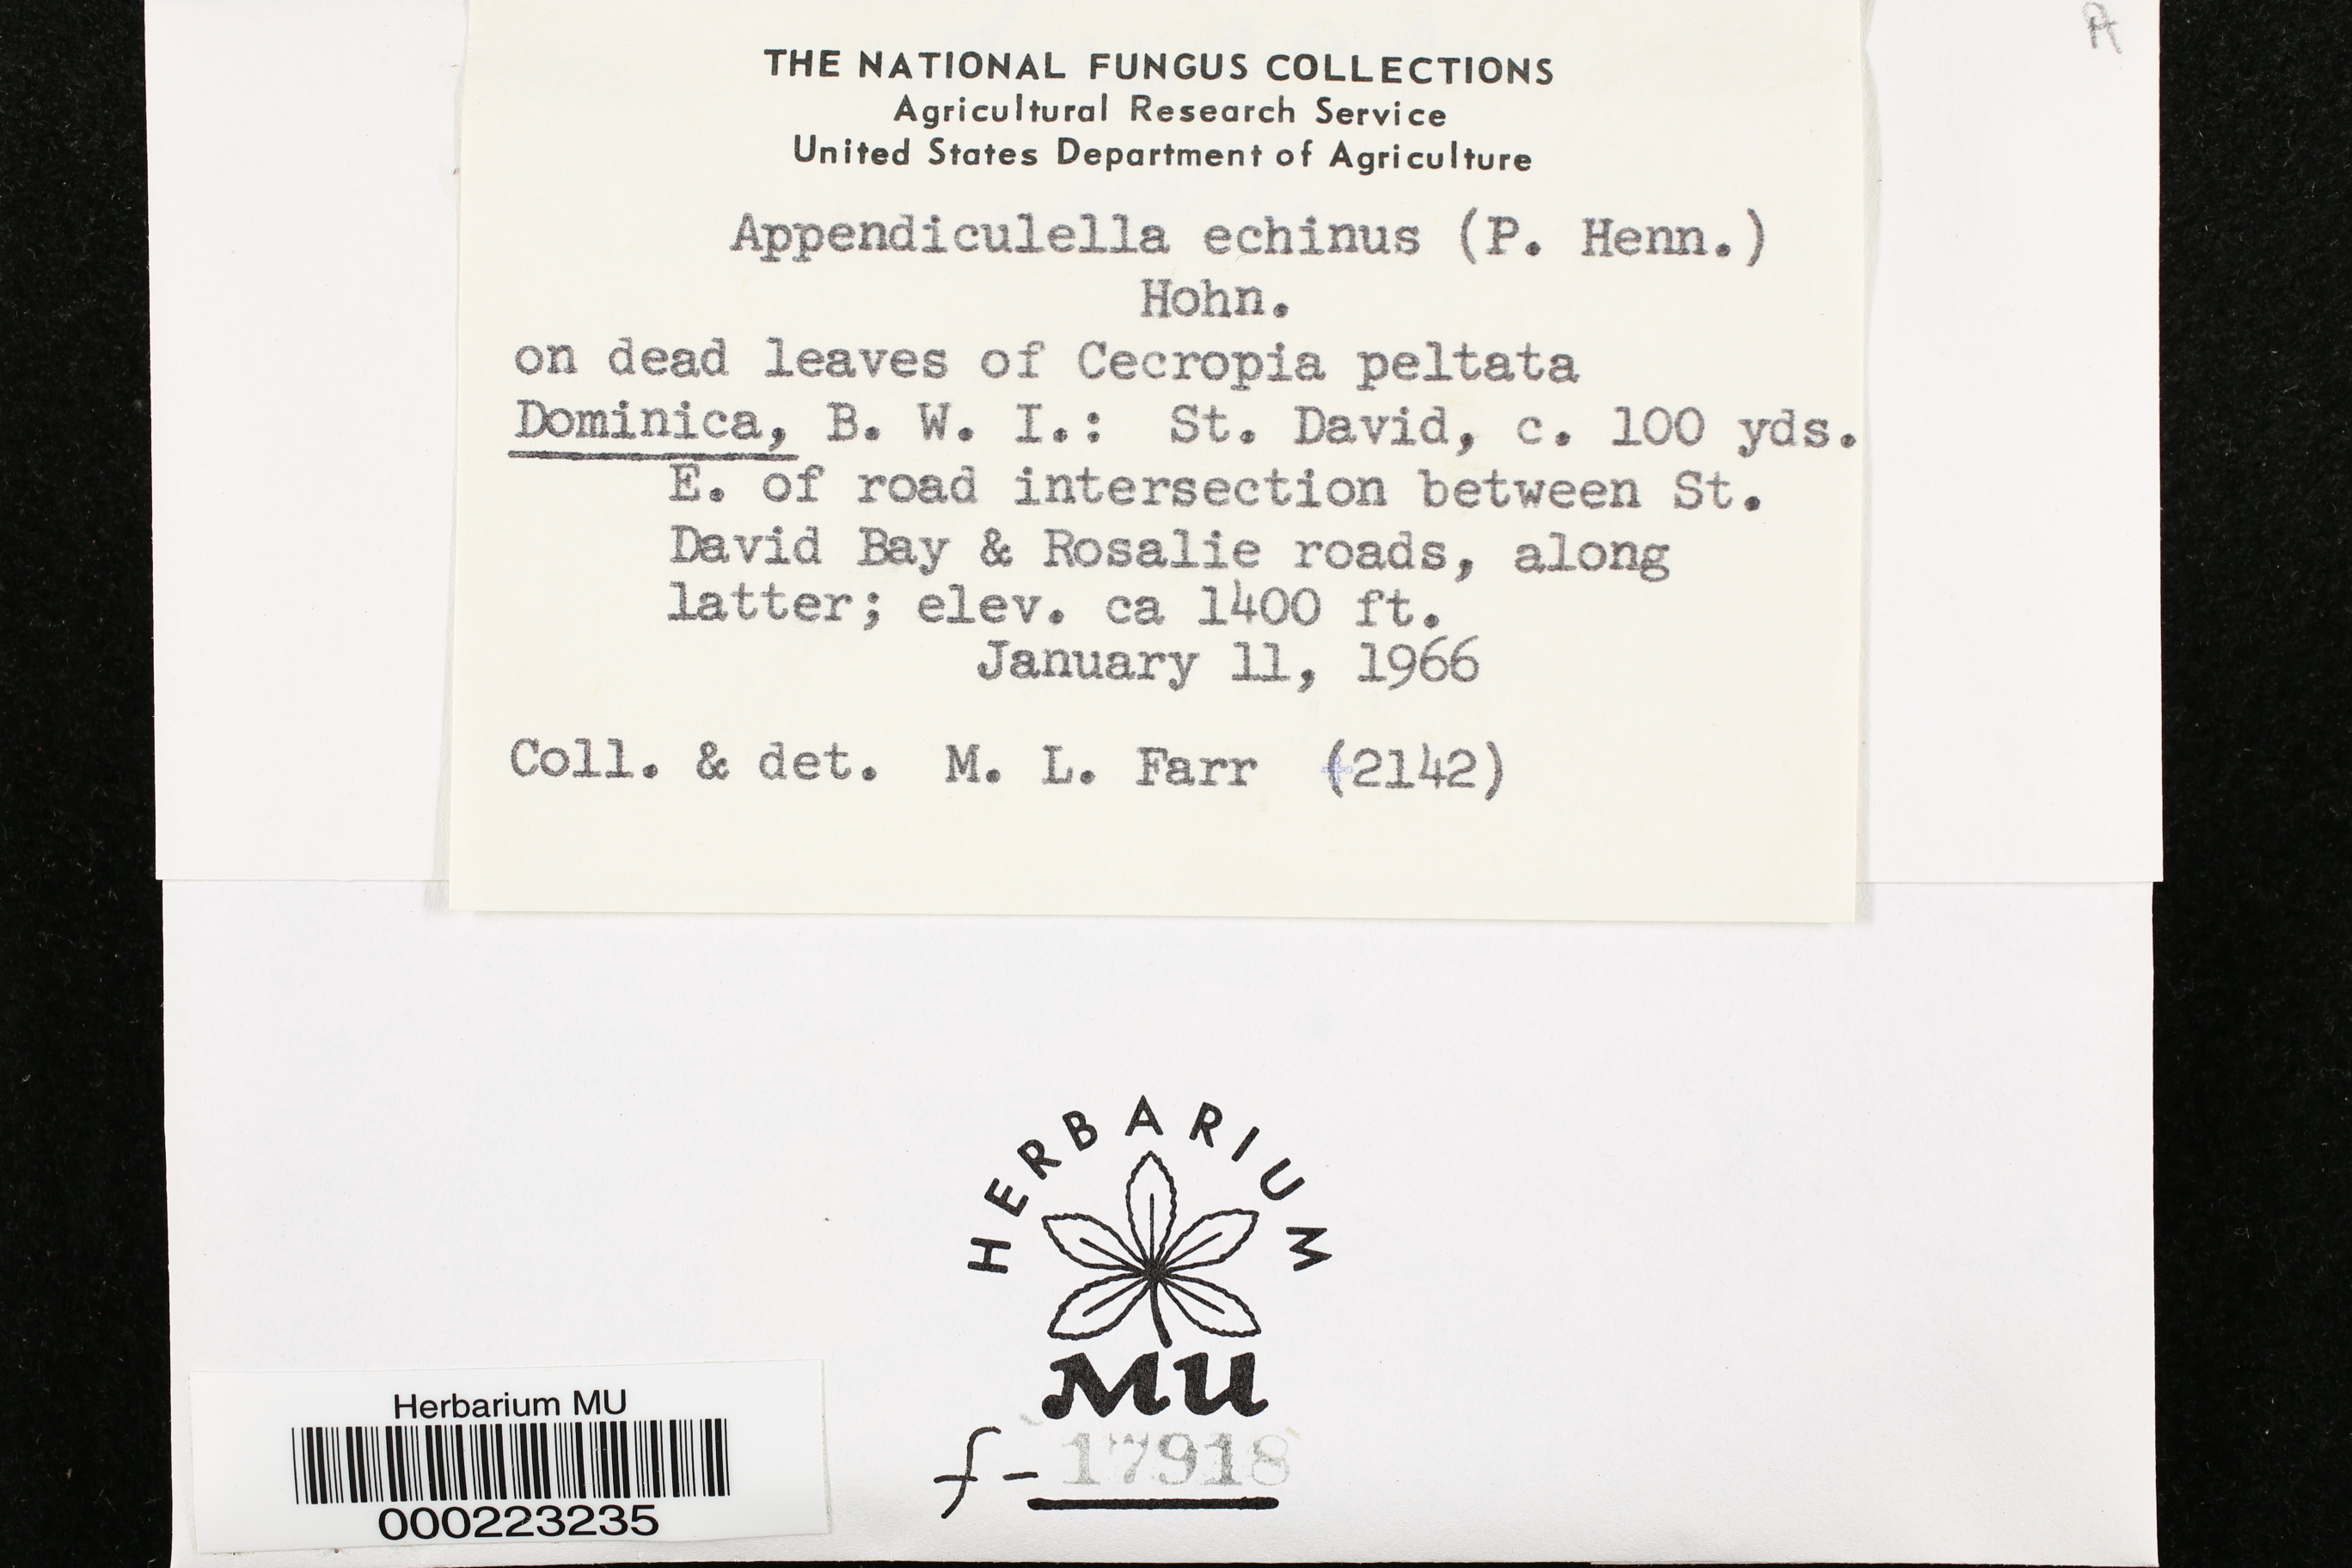 A
THE NATIONAL FUNGUS COLLECTIONS
Agricultural Research Service
United States Department of Agriculture
Appendiculella echinus (P. Henn.)
Hohn.
on dead leaves of Cecropia peltata
Dominica, B. W. I.: St. David, c. 100 yds.
E. of road intersection between St.
David Bay & Rosalie roads, along
latter; elev. ca 1400 ft.
January 11, 1966
Coll. & det. M. L. Farr (2142)
HERBARIUM
MU
f-17918
Herbarium MU
000223235